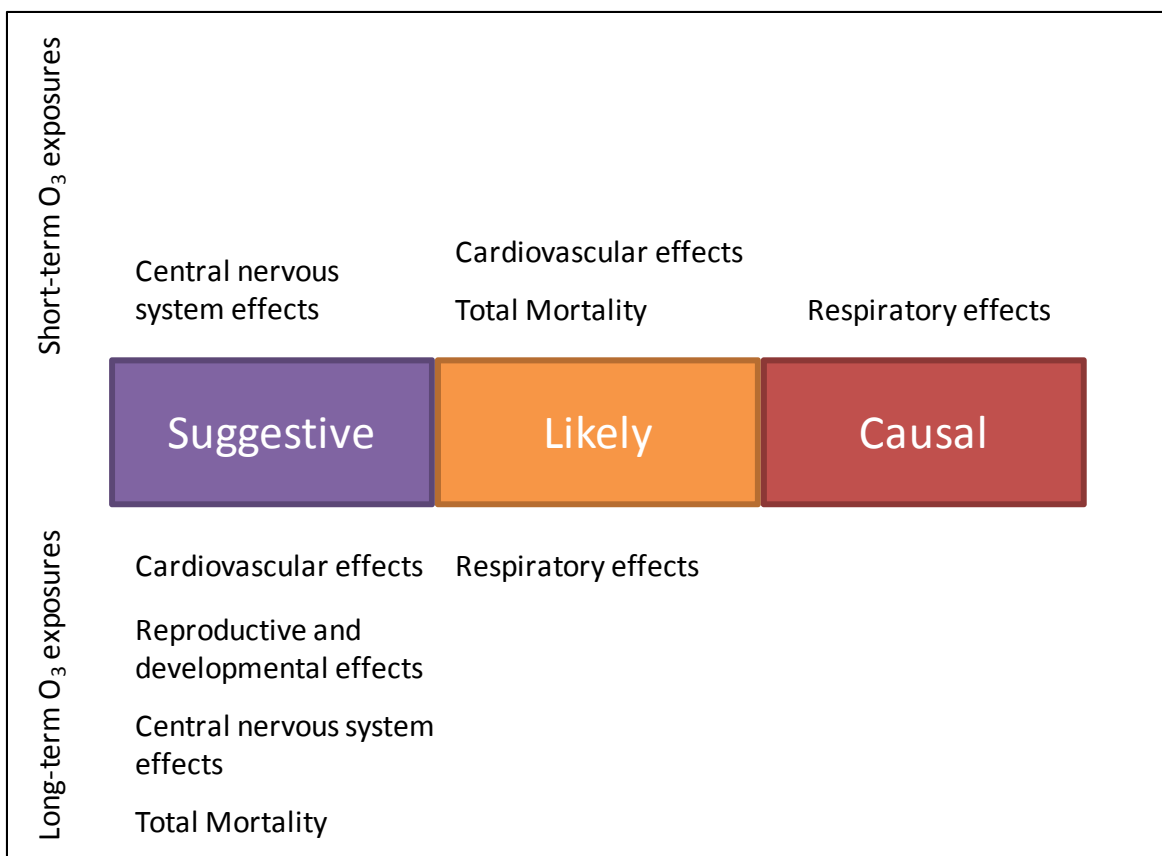 Short-term O₃ exposures
Central nervous
system effects
Cardiovascular effects
Total Mortality
Respiratory effects
Suggestive
Likely
Causal
Long-term O₃ exposures
Cardiovascular effects
Reproductive and
developmental effects
Central nervous system
effects
Total Mortality
Respiratory effects